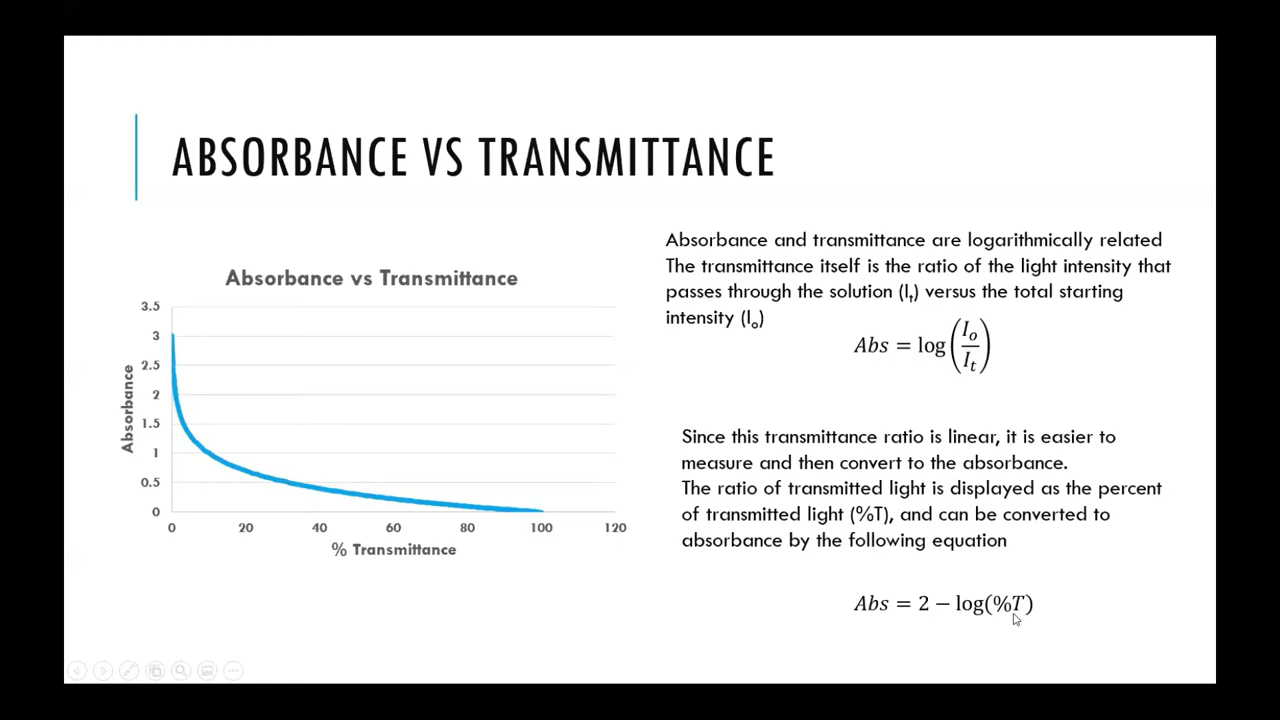 ABSORBANCE VS TRANSMITTANCE
Absorbance vs Transmittance
3.5
3
2.5
2
1.5
1
0.5
0
0 20 40 60 80 100 120
Absorbance
% Transmittance
Absorbance and transmittance are logarithmically related
The transmittance itself is the ratio of the light intensity that
passes through the solution (Iₜ) versus the total starting
intensity (Iₒ)
Abs = log(Iₒ/Iₜ)
Since this transmittance ratio is linear, it is easier to
measure and then convert to the absorbance.
The ratio of transmitted light is displayed as the percent
of transmitted light (%T), and can be converted to
absorbance by the following equation
Abs = 2 − log(%T)